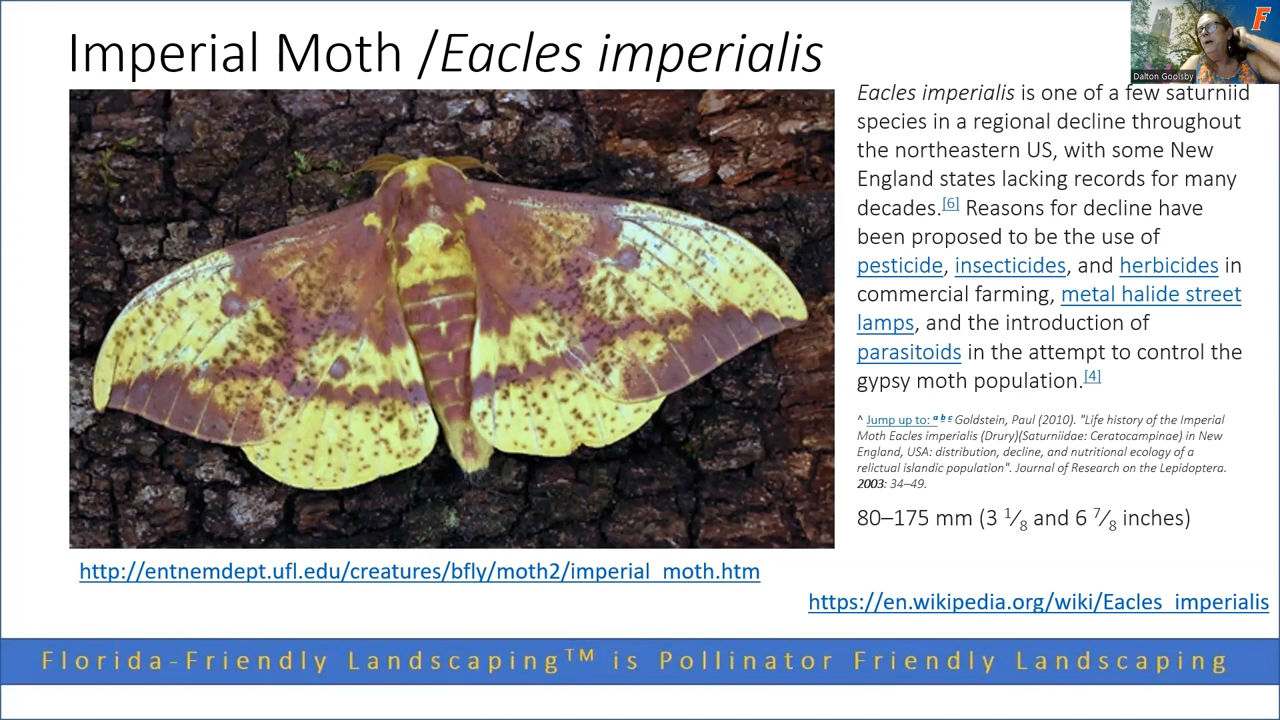 Imperial Moth /Eacles imperialis
F
Dalton Goolsby
Eacles imperialis is one of a few saturniid
species in a regional decline throughout
the northeastern US, with some New
England states lacking records for many
decades.[6] Reasons for decline have
been proposed to be the use of
pesticide, insecticides, and herbicides in
commercial farming, metal halide street
lamps, and the introduction of
parasitoids in the attempt to control the
gypsy moth population.[4]
^ Jump up to: a b c Goldstein, Paul (2010). "Life history of the Imperial
Moth Eacles imperialis (Drury)(Saturniidae: Ceratocampinae) in New
England, USA: distribution, decline, and nutritional ecology of a
relictual islandic population". Journal of Research on the Lepidoptera.
2003: 34–49.
80–175 mm (3 1⁄8 and 6 7⁄8 inches)
http://entnemdept.ufl.edu/creatures/bfly/moth2/imperial_moth.htm
https://en.wikipedia.org/wiki/Eacles_imperialis
Florida-Friendly Landscaping™ is Pollinator Friendly Landscaping